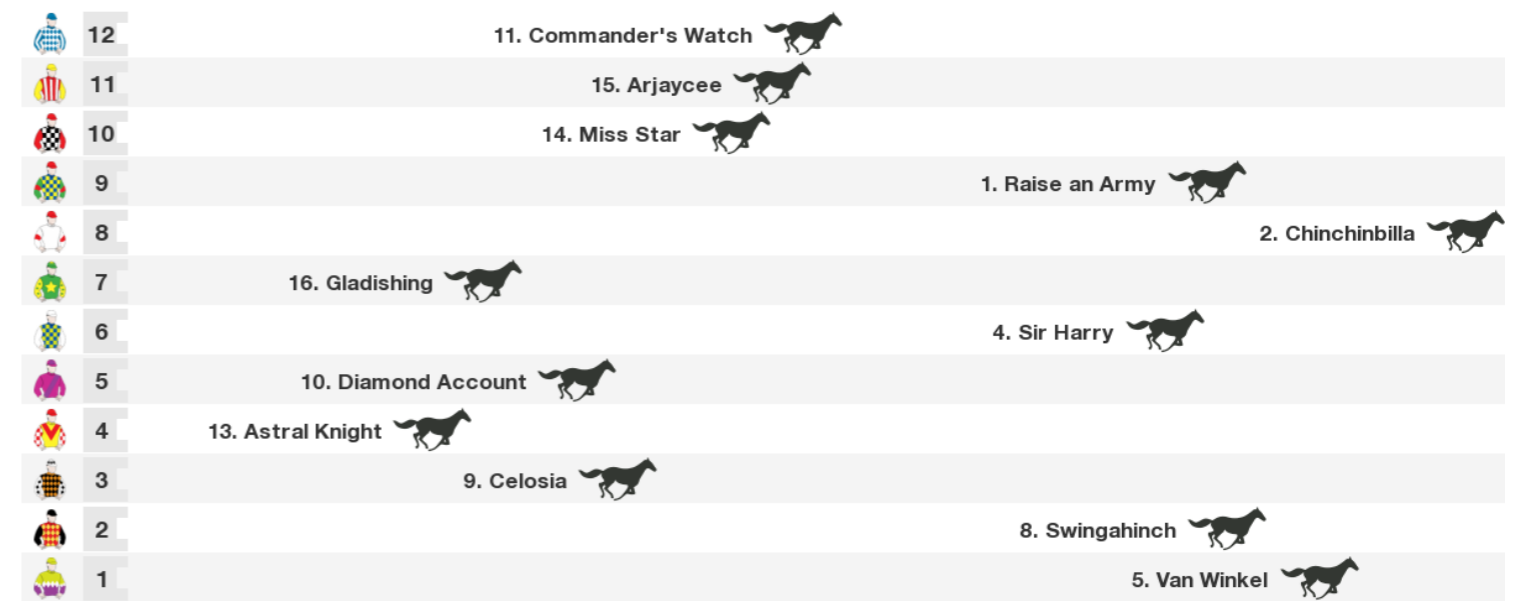 12 11. Commander's Watch
11 15. Arjaycee
10 14. Miss Star
9 1. Raise an Army
8 2. Chinchinbilla
7 16. Gladishing
6 4. Sir Harry
5 10. Diamond Account
4 13. Astral Knight
3 9. Celosia
2 8. Swingahinch
1 5. Van Winkel